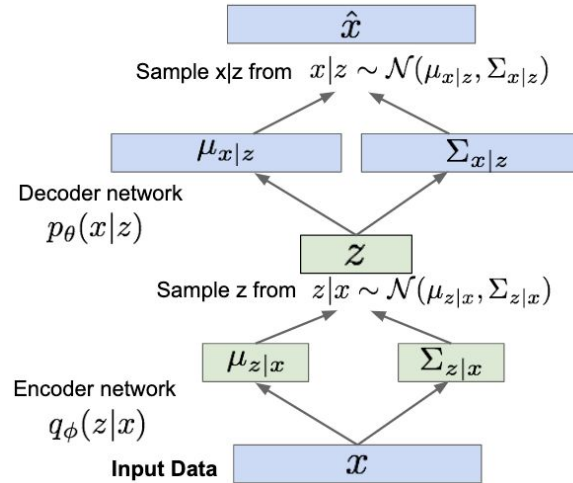 x̂
Sample x|z from x|z ∼ 𝒩(μ_{x|z}, Σ_{x|z})
μ_{x|z} Σ_{x|z}
Decoder network
p_θ(x|z)
z
Sample z from z|x ∼ 𝒩(μ_{z|x}, Σ_{z|x})
μ_{z|x} Σ_{z|x}
Encoder network
q_ϕ(z|x)
Input Data x